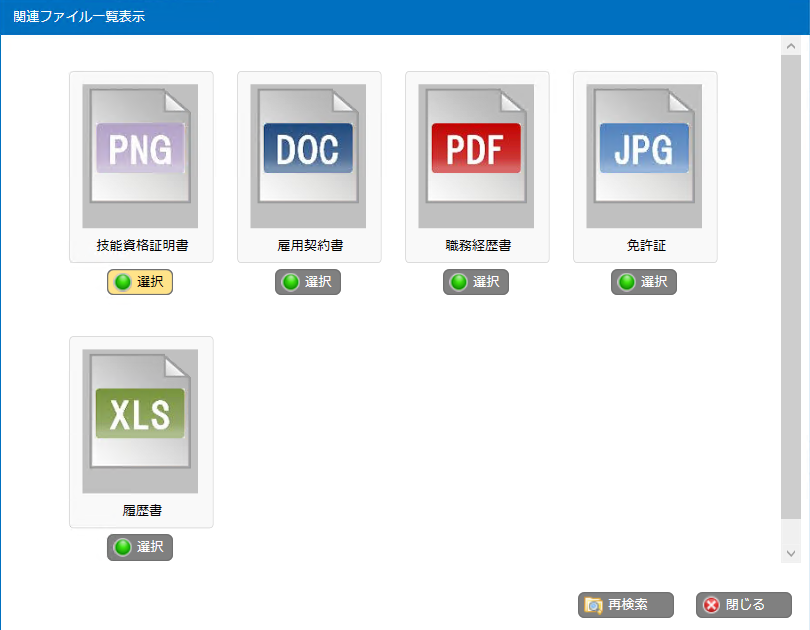 関連ファイル一覧表示
PNG
DOC
PDF
JPG
技能資格証明書
雇用契約書
職務経歴書
免許証
選択
選択
選択
選択
XLS
履歴書
選択
再検索
閉じる